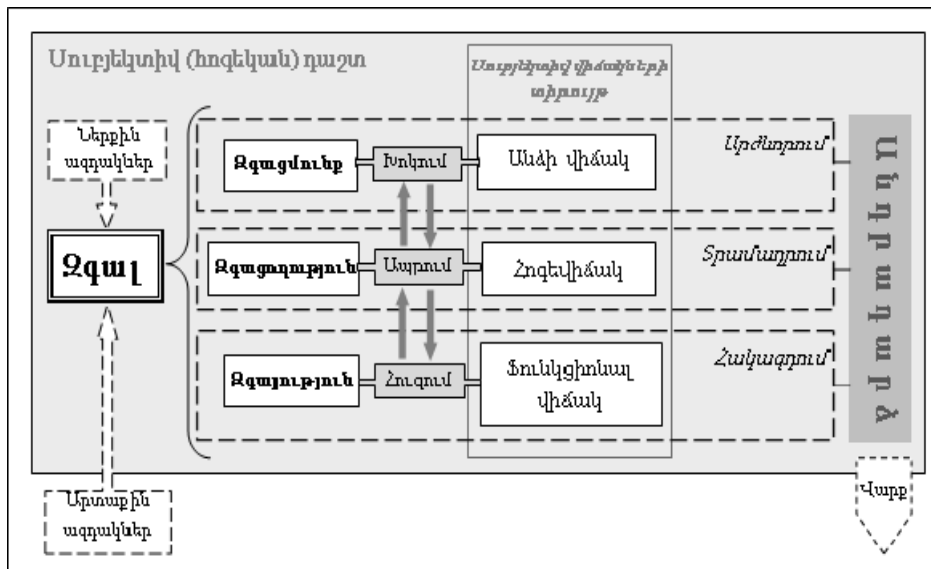 Սուբյեկտիվ (հոգեկան) դաշտ
Սուբյեկտիվ վիճակների
տիրույթ
Ներքին
ազդակներ
Զգացմունք
Խոկում
Անձի վիճակ
Արժևորում
Զգալ
Զգացողություն
Ապրում
Հոգեվիճակ
Տրամադրում
Զգայություն
Հուզում
Ֆունկցիոնալ
վիճակ
Հակազդում
Արտաքին
ազդակներ
Վարք